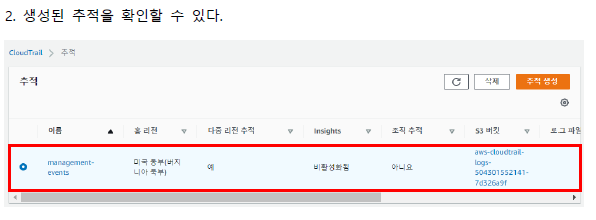 2. 생성된 추적을 확인할 수 있다.
CloudTrail > 추적
추적
삭제
추적 생성
이름 홈 리전 다중 리전 추적 Insights 조직 추적 S3 버킷 로그 파일
management-events 미국 동부(버지니아 북부) 예 비활성화됨 아니요 aws-cloudtrail-logs-504301552141-7d326a9f